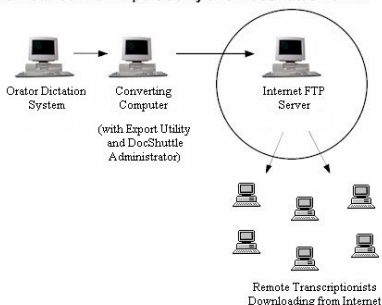 Orator Dictation
System
Converting
Computer
(with Export Utility
and DocShuttle
Administrator)
Internet FTP
Server
Remote Transcriptionists
Downloading from Internet